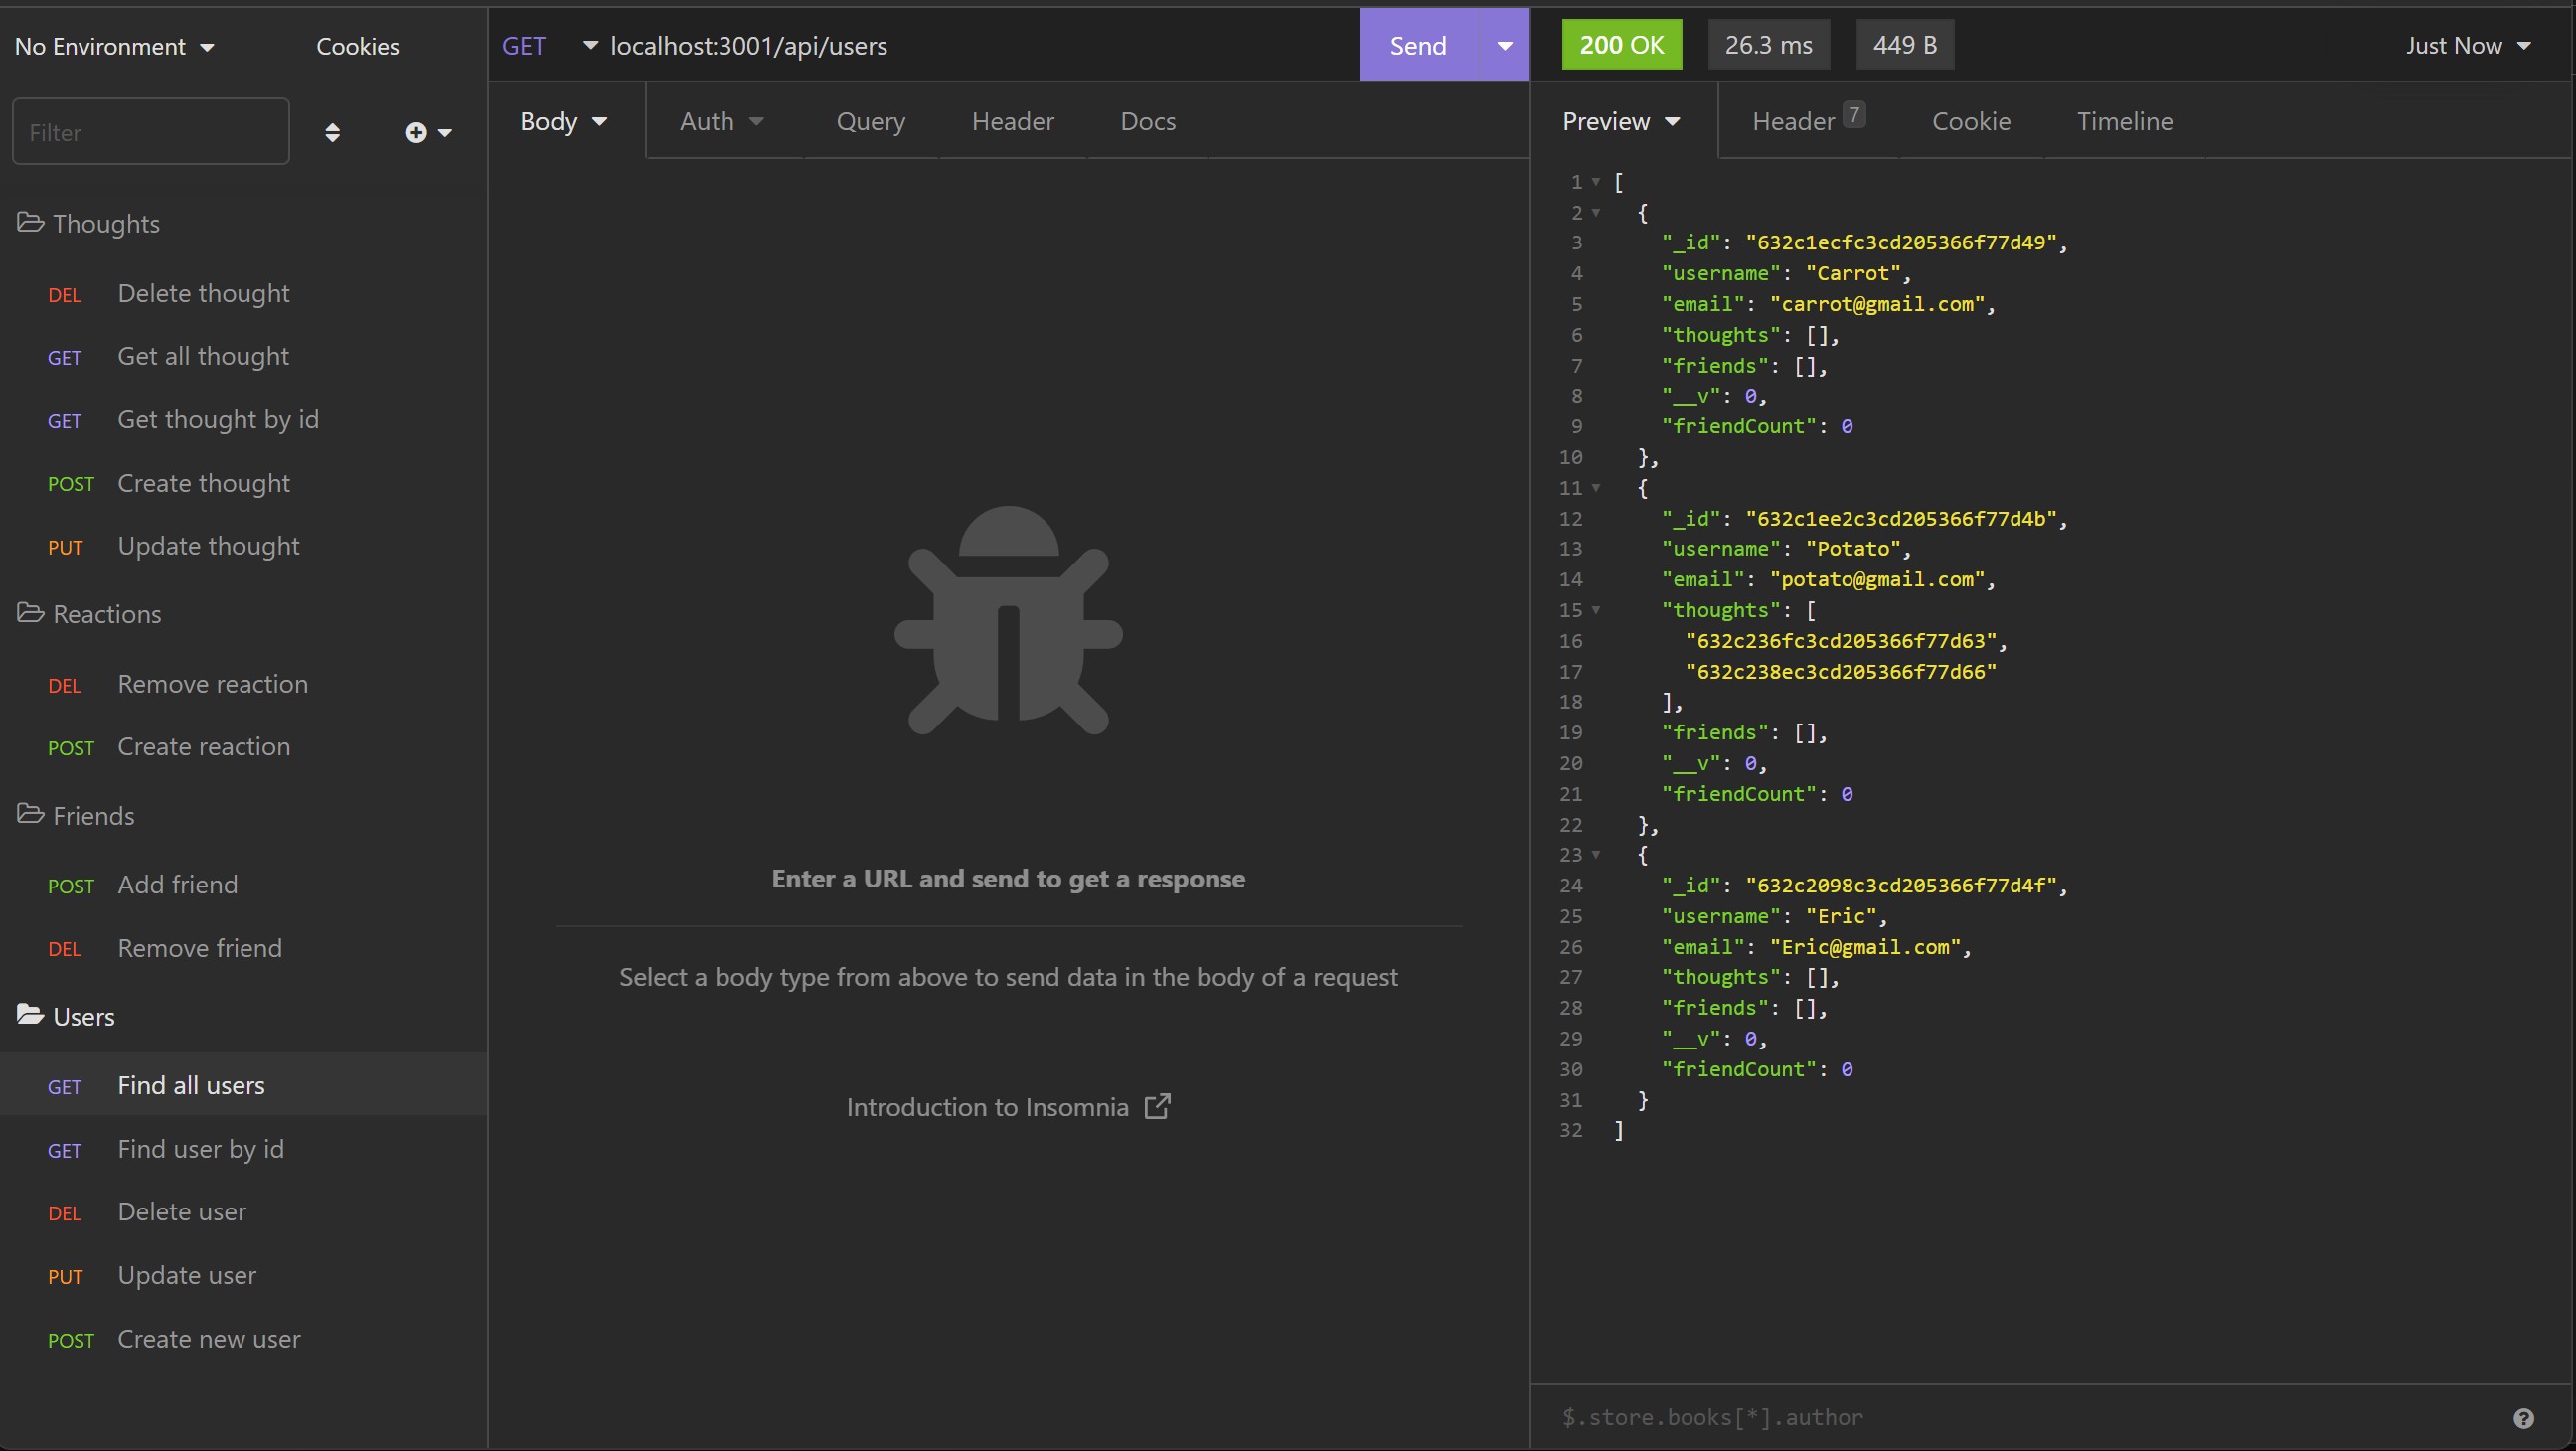 No Environment Cookies
Filter
Thoughts
DEL Delete thought
GET Get all thought
GET Get thought by id
POST Create thought
PUT Update thought
Reactions
DEL Remove reaction
POST Create reaction
Friends
POST Add friend
DEL Remove friend
Users
GET Find all users
GET Find user by id
DEL Delete user
PUT Update user
POST Create new user
GET localhost:3001/api/users Send
Body Auth Query Header Docs
Enter a URL and send to get a response
Select a body type from above to send data in the body of a request
Introduction to Insomnia
200 OK 26.3 ms 449 B Just Now
Preview Header 7 Cookie Timeline
1 [
2 {
3 "_id": "632c1ecfc3cd205366f77d49",
4 "username": "Carrot",
5 "email": "carrot@gmail.com",
6 "thoughts": [],
7 "friends": [],
8 "__v": 0,
9 "friendCount": 0
10 },
11 {
12 "_id": "632c1ee2c3cd205366f77d4b",
13 "username": "Potato",
14 "email": "potato@gmail.com",
15 "thoughts": [
16 "632c236fc3cd205366f77d63",
17 "632c238ec3cd205366f77d66"
18 ],
19 "friends": [],
20 "__v": 0,
21 "friendCount": 0
22 },
23 {
24 "_id": "632c2098c3cd205366f77d4f",
25 "username": "Eric",
26 "email": "Eric@gmail.com",
27 "thoughts": [],
28 "friends": [],
29 "__v": 0,
30 "friendCount": 0
31 }
32 ]
$.store.books[*].author ?